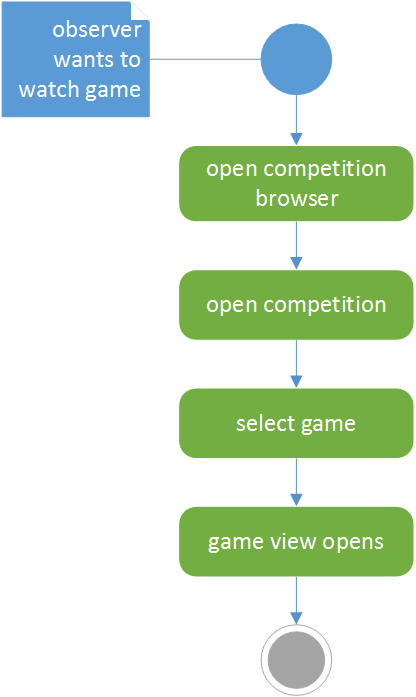 observer
wants to
watch game
open competition
browser
open competition
select game
game view opens